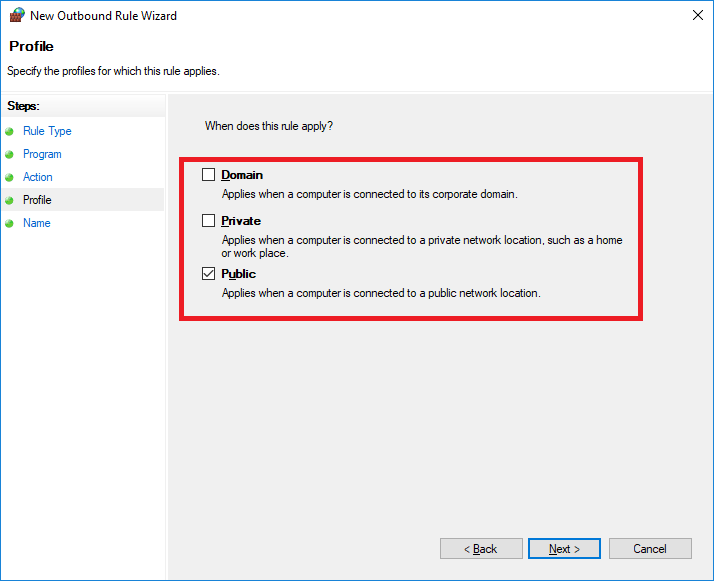 New Outbound Rule Wizard
Profile
Specify the profiles for which this rule applies.
Steps:
Rule Type
Program
Action
Profile
Name
When does this rule apply?
Domain
Applies when a computer is connected to its corporate domain.
Private
Applies when a computer is connected to a private network location, such as a home
or work place.
Public
Applies when a computer is connected to a public network location.
< Back
Next >
Cancel